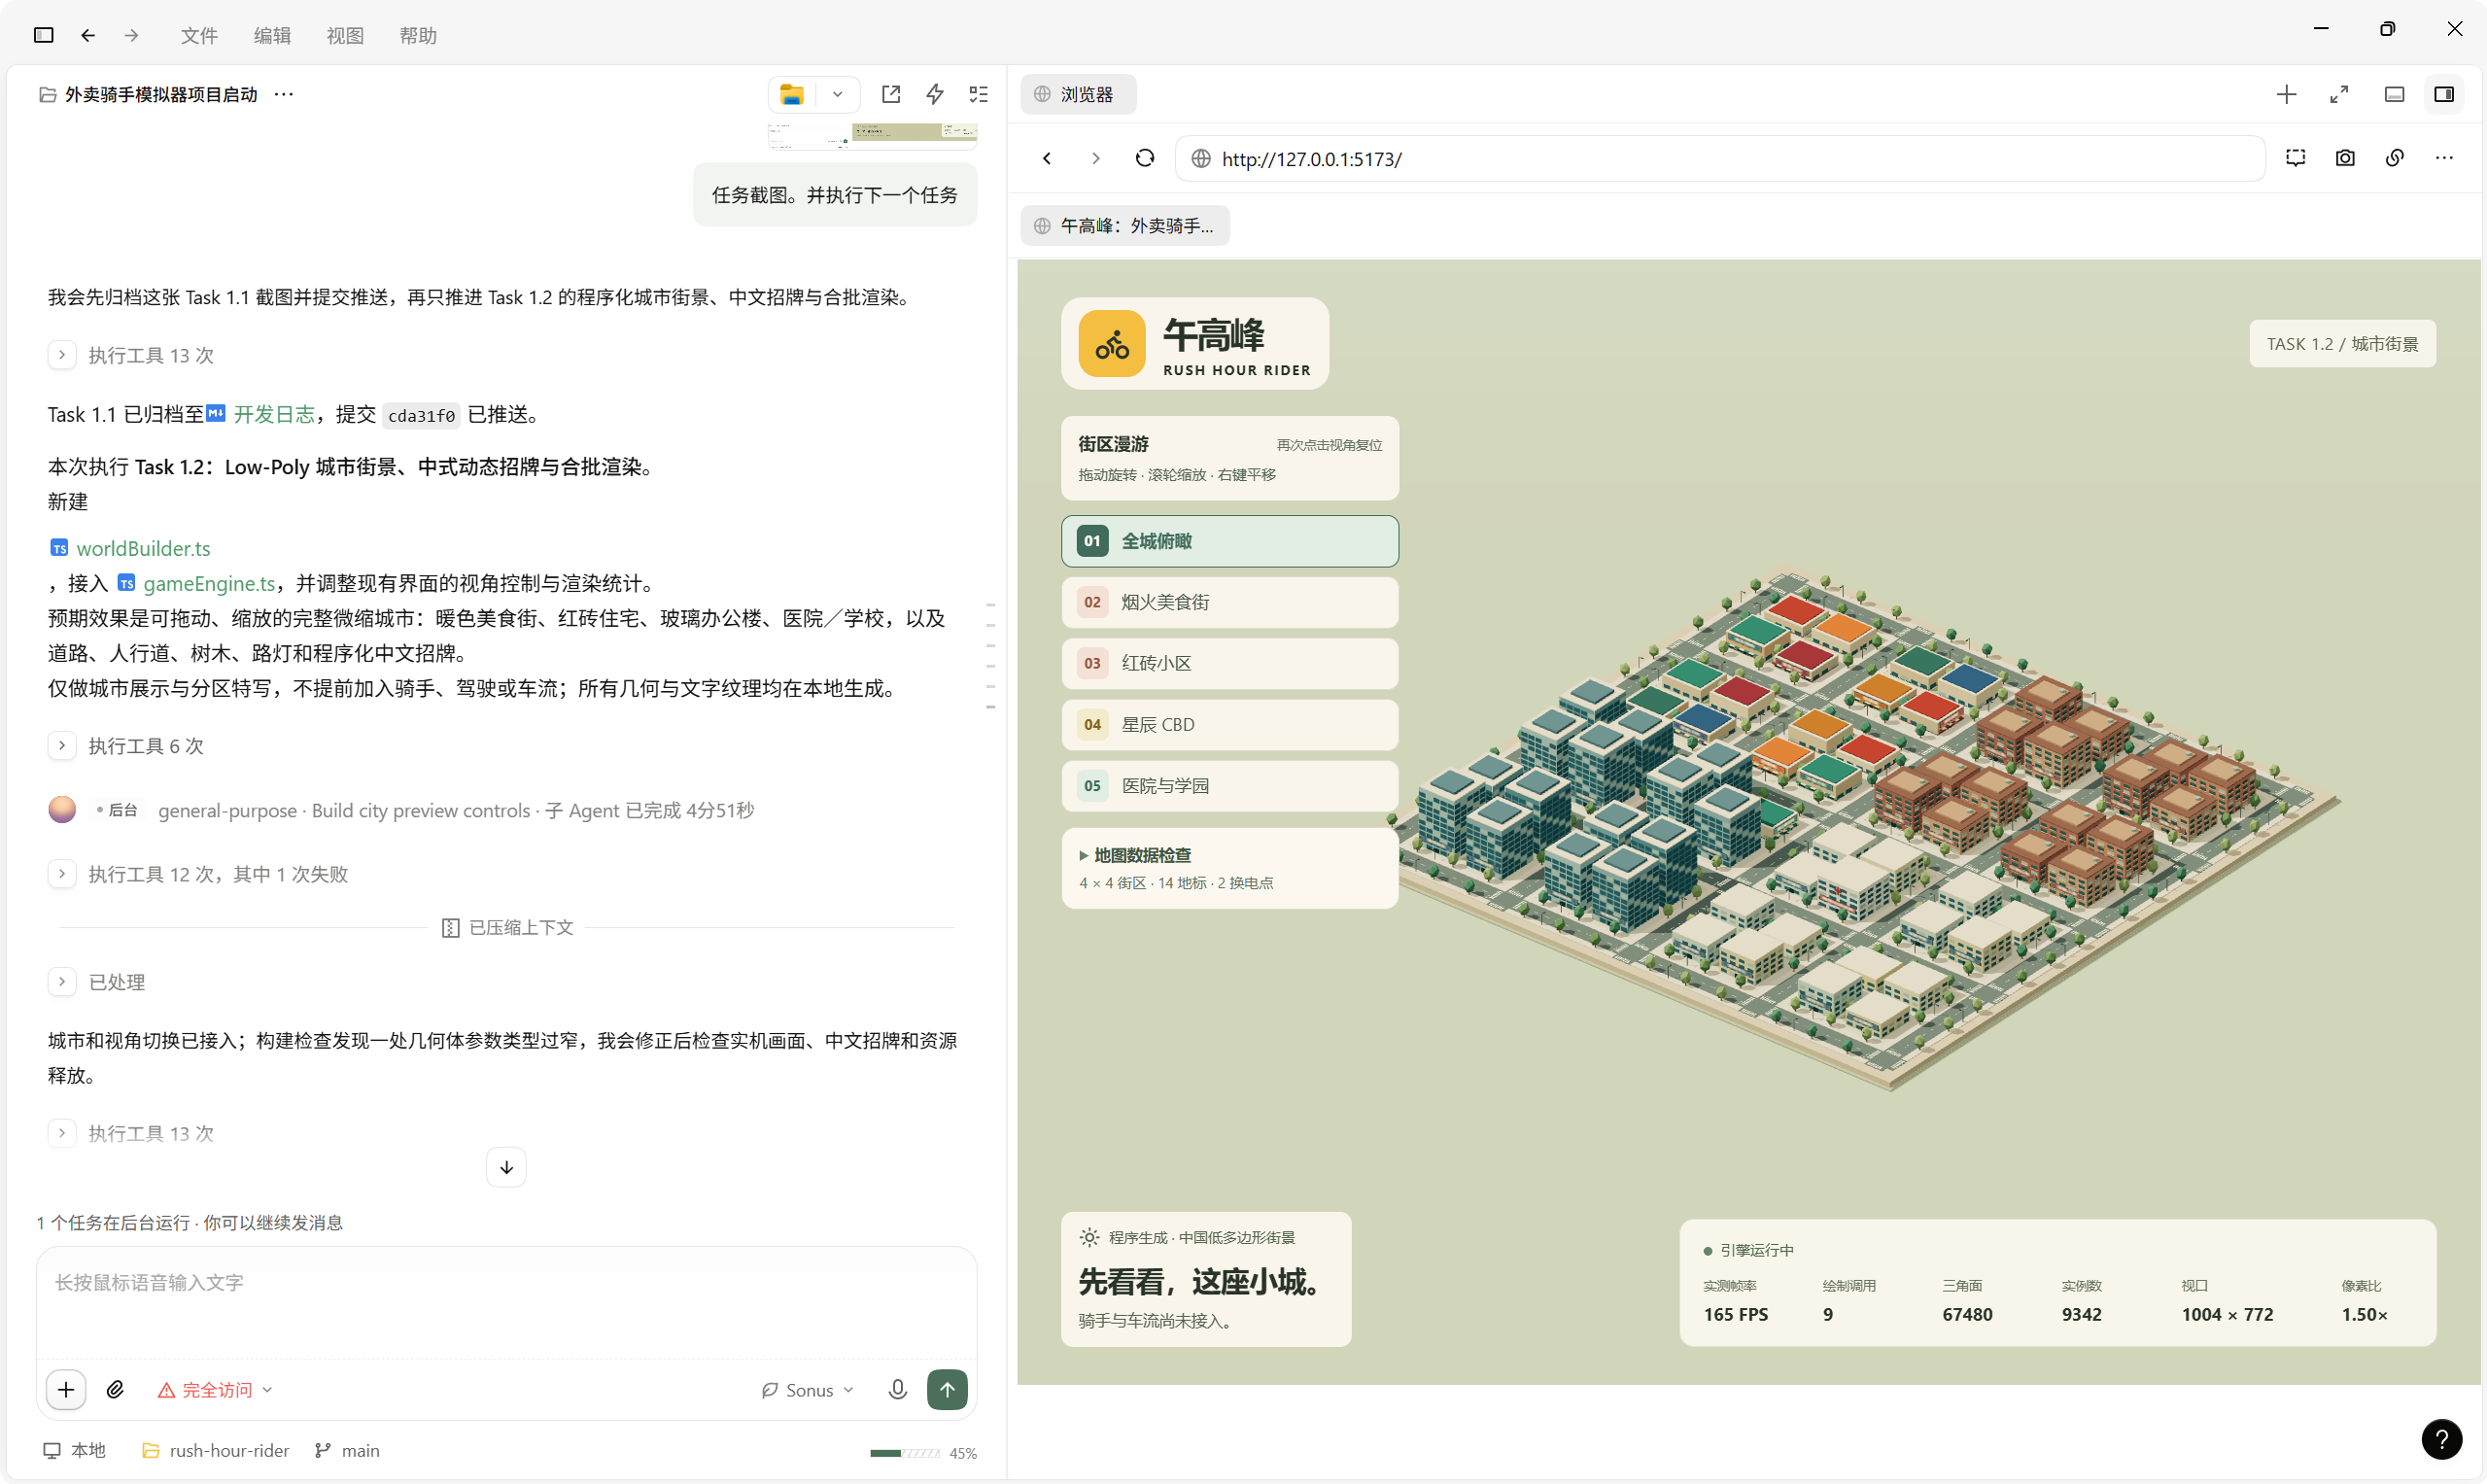 文件 编辑 视图 帮助
外卖骑手模拟器项目启动 ···
任务截图。并执行下一个任务
我会先归档这张 Task 1.1 截图并提交推送，再只推进 Task 1.2 的程序化城市街景、中文招牌与合批渲染。
执行工具 13 次
Task 1.1 已归档至 开发日志，提交 cda31f0 已推送。
本次执行 Task 1.2：Low-Poly 城市街景、中式动态招牌与合批渲染。
新建
TS worldBuilder.ts
，接入 TS gameEngine.ts，并调整现有界面的视角控制与渲染统计。
预期效果是可拖动、缩放的完整微缩城市：暖色美食街、红砖住宅、玻璃办公楼、医院／学校，以及
道路、人行道、树木、路灯和程序化中文招牌。
仅做城市展示与分区特写，不提前加入骑手、驾驶或车流；所有几何与文字纹理均在本地生成。
执行工具 6 次
后台 general-purpose · Build city preview controls · 子 Agent 已完成 4分51秒
执行工具 12 次，其中 1 次失败
已压缩上下文
已处理
城市和视角切换已接入；构建检查发现一处几何体参数类型过窄，我会修正后检查实机画面、中文招牌和资源
释放。
执行工具 13 次
1 个任务在后台运行 · 你可以继续发消息
长按鼠标语音输入文字
完全访问
Sonus
本地 rush-hour-rider main
45%
浏览器
http://127.0.0.1:5173/
午高峰：外卖骑手...
午高峰
RUSH HOUR RIDER
TASK 1.2 / 城市街景
街区漫游 再次点击视角复位
拖动旋转 · 滚轮缩放 · 右键平移
01 全城俯瞰
02 烟火美食街
03 红砖小区
04 星辰 CBD
05 医院与学园
地图数据检查
4 × 4 街区 · 14 地标 · 2 换电点
程序生成 · 中国低多边形街景
先看看，这座小城。
骑手与车流尚未接入。
引擎运行中
实测帧率 绘制调用 三角面 实例数 视口 像素比
165 FPS 9 67480 9342 1004 × 772 1.50×
?